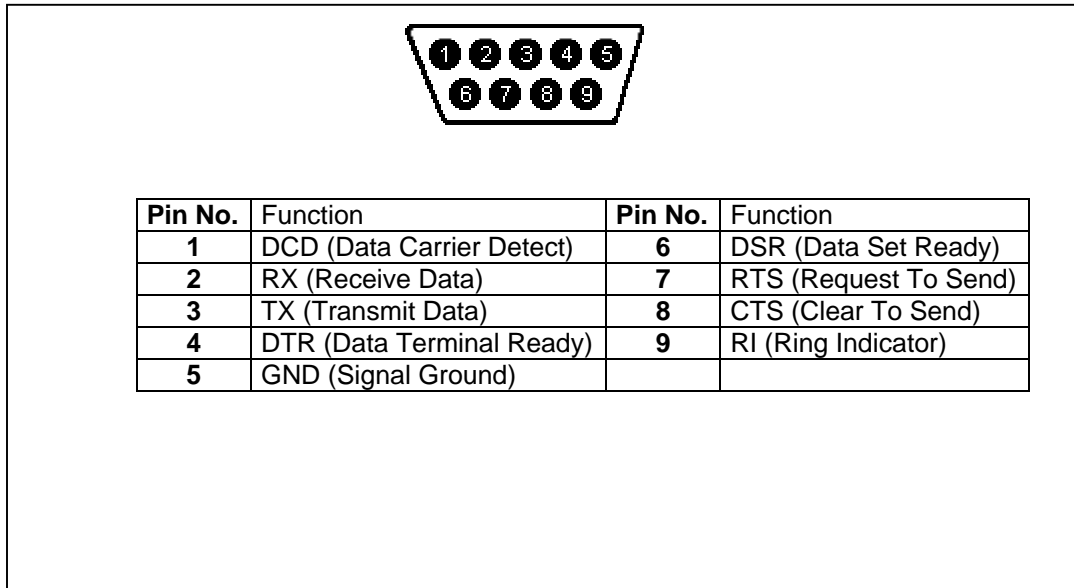 1 2 3 4 5
6 7 8 9
Pin No. Function Pin No. Function
1 DCD (Data Carrier Detect) 6 DSR (Data Set Ready)
2 RX (Receive Data) 7 RTS (Request To Send)
3 TX (Transmit Data) 8 CTS (Clear To Send)
4 DTR (Data Terminal Ready) 9 RI (Ring Indicator)
5 GND (Signal Ground)